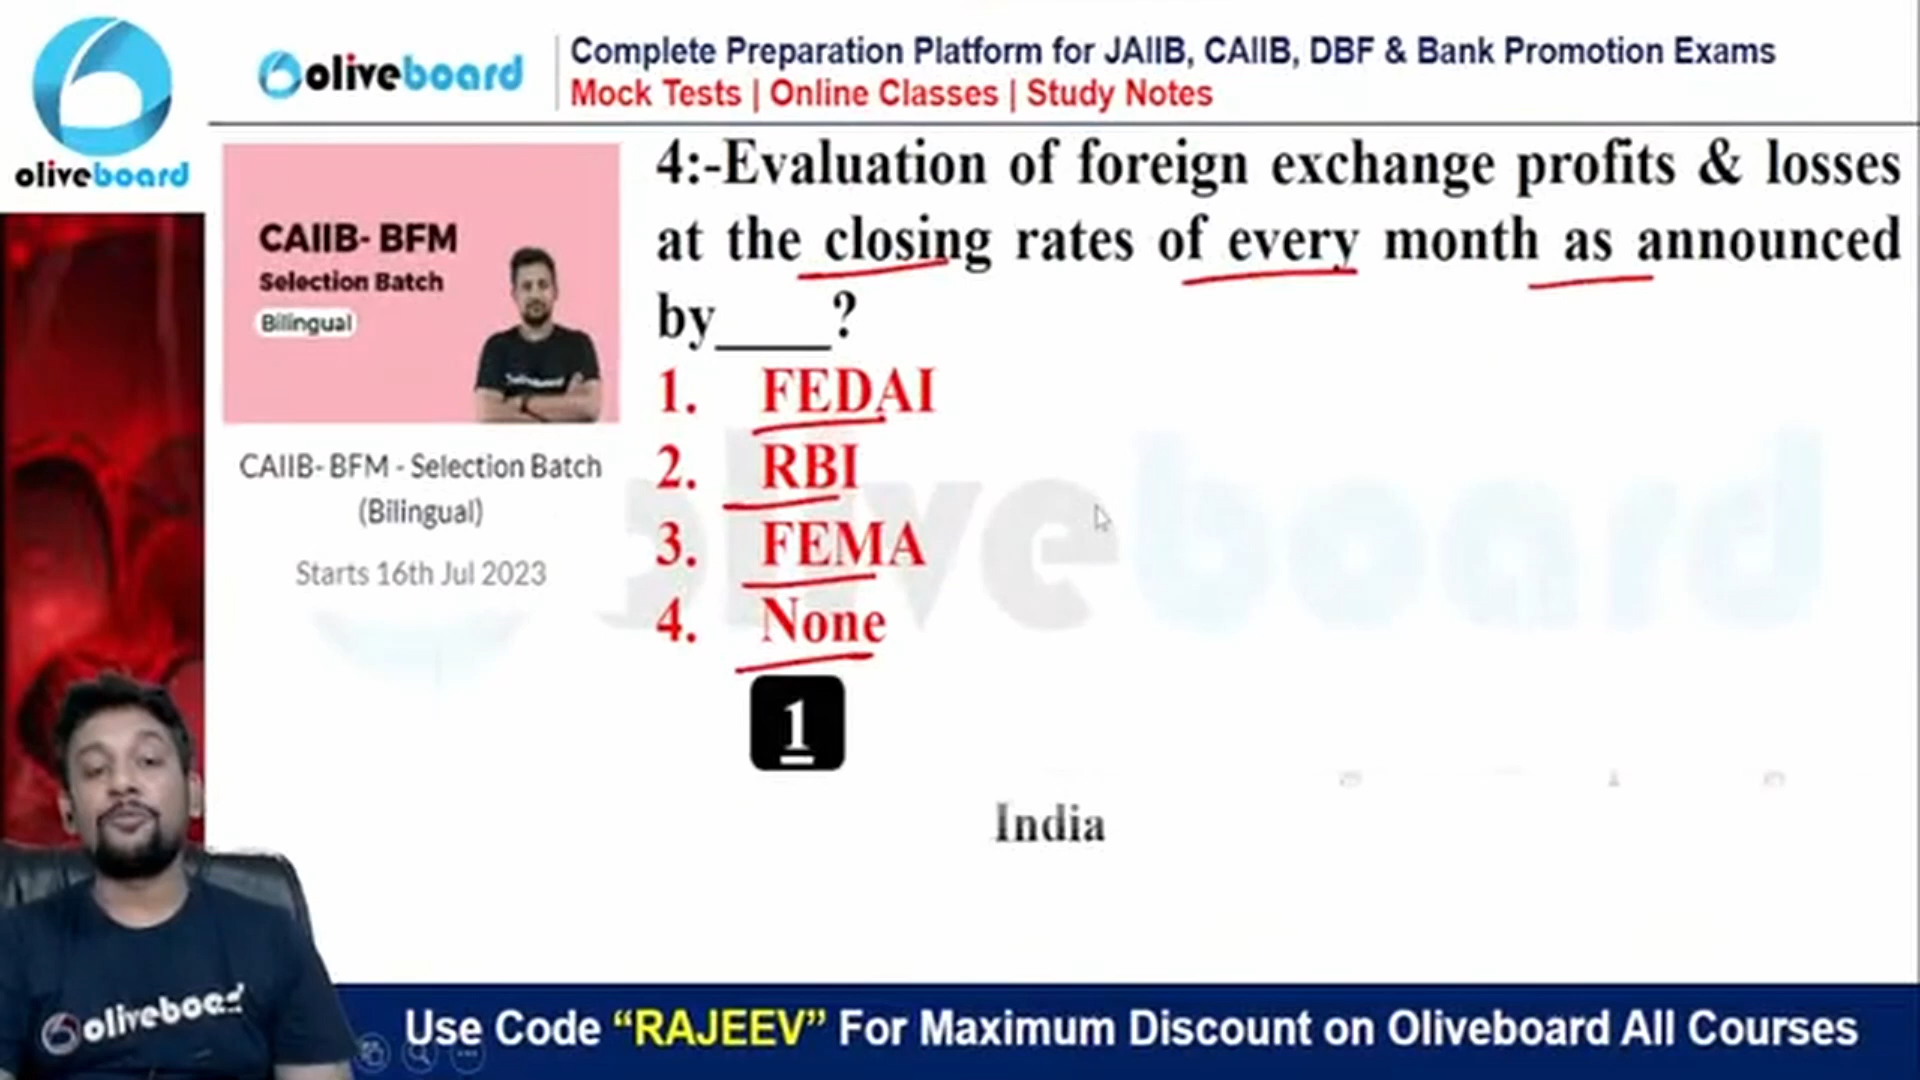 oliveboard
oliveboard
Complete Preparation Platform for JAIIB, CAIIB, DBF & Bank Promotion Exams
Mock Tests | Online Classes | Study Notes
CAIIB- BFM
Selection Batch
Bilingual
CAIIB- BFM - Selection Batch
(Bilingual)
Starts 16th Jul 2023
4:-Evaluation of foreign exchange profits & losses
at the closing rates of every month as announced
by____?
1. FEDAI
2. RBI
3. FEMA
4. None
1
India
oliveboard
oliveboard
Use Code “RAJEEV” For Maximum Discount on Oliveboard All Courses